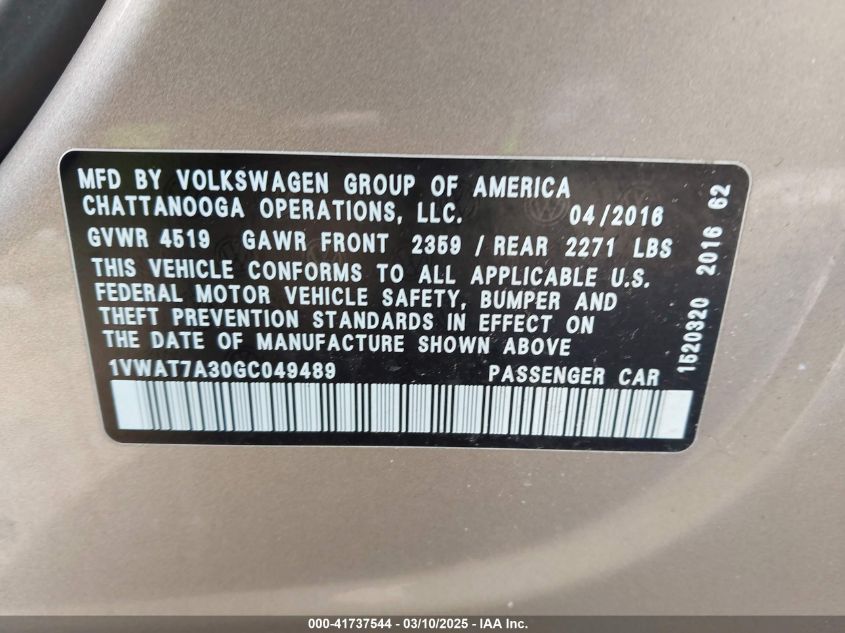 MFD BY VOLKSWAGEN GROUP OF AMERICA
CHATTANOOGA OPERATIONS, LLC. 04/2016
GVWR 4519 GAWR FRONT 2359 / REAR 2271 LBS
THIS VEHICLE CONFORMS TO ALL APPLICABLE U.S.
FEDERAL MOTOR VEHICLE SAFETY, BUMPER AND
THEFT PREVENTION STANDARDS IN EFFECT ON
THE DATE OF MANUFACTURE SHOWN ABOVE
1VWAT7A30GC049489 PASSENGER CAR
1520320 2016 62
000-41737544 - 03/10/2025 - IAA Inc.